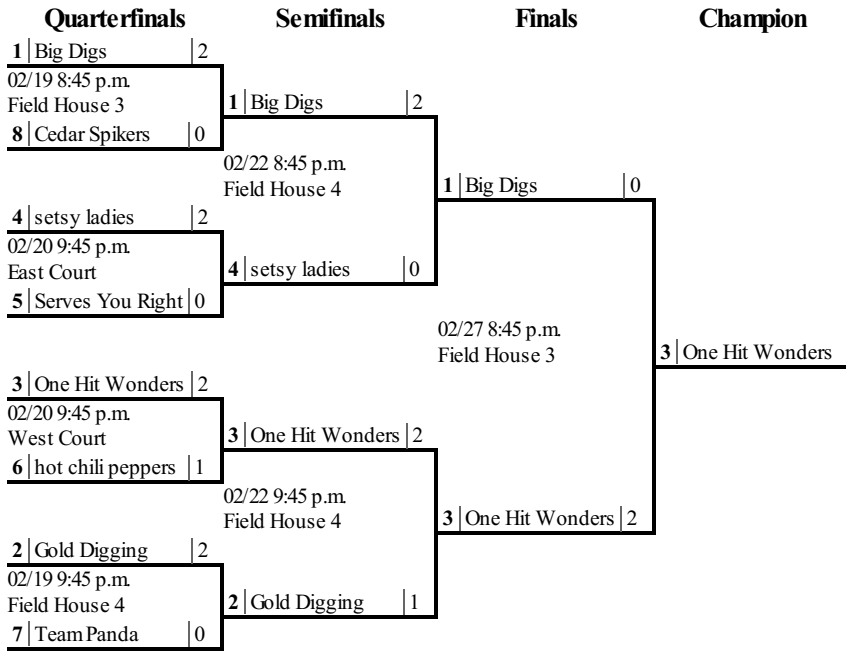 Quarterfinals Semifinals Finals Champion
1 Big Digs 2
02/19 8:45 p.m.
Field House 3
8 Cedar Spikers 0
4 setsy ladies 2
02/20 9:45 p.m.
East Court
5 Serves You Right 0
3 One Hit Wonders 2
02/20 9:45 p.m.
West Court
6 hot chili peppers 1
2 Gold Digging 2
02/19 9:45 p.m.
Field House 4
7 Team Panda 0
1 Big Digs 2
02/22 8:45 p.m.
Field House 4
4 setsy ladies 0
3 One Hit Wonders 2
02/22 9:45 p.m.
Field House 4
2 Gold Digging 1
1 Big Digs 0
02/27 8:45 p.m.
Field House 3
3 One Hit Wonders 2
3 One Hit Wonders